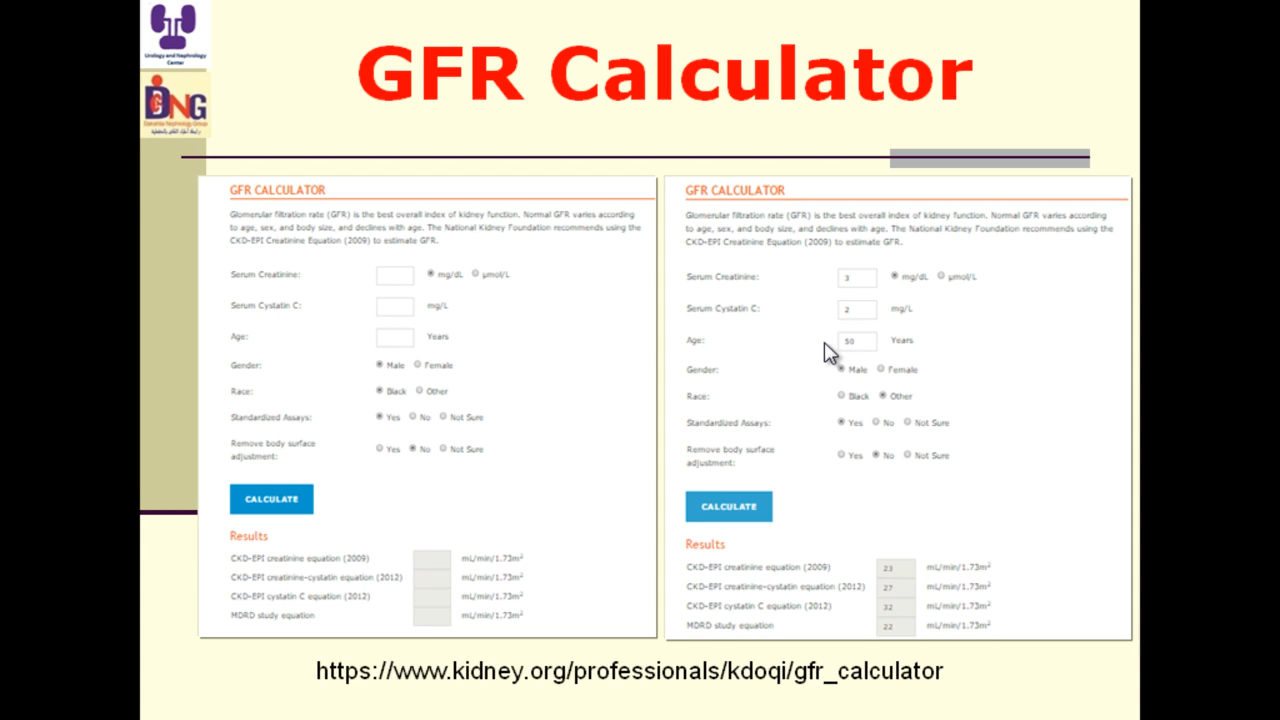 Urology and Nephrology
Center
DNG
GFR Calculator
GFR CALCULATOR
Glomerular filtration rate (GFR) is the best overall index of kidney function. Normal GFR varies according
to age, sex, and body size, and declines with age. The National Kidney Foundation recommends using the
CKD-EPI Creatinine Equation (2009) to estimate GFR.
Serum Creatinine: mg/dL µmol/L
Serum Cystatin C: mg/L
Age: Years
Gender: Male Female
Race: Black Other
Standardized Assays: Yes No Not Sure
Remove body surface
adjustment: Yes No Not Sure
CALCULATE
Results
CKD-EPI creatinine equation (2009) mL/min/1.73m²
CKD-EPI creatinine-cystatin equation (2012) mL/min/1.73m²
CKD-EPI cystatin C equation (2012) mL/min/1.73m²
MDRD study equation mL/min/1.73m²
GFR CALCULATOR
Glomerular filtration rate (GFR) is the best overall index of kidney function. Normal GFR varies according
to age, sex, and body size, and declines with age. The National Kidney Foundation recommends using the
CKD-EPI Creatinine Equation (2009) to estimate GFR.
Serum Creatinine: 3 mg/dL µmol/L
Serum Cystatin C: 2 mg/L
Age: 50 Years
Gender: Male Female
Race: Black Other
Standardized Assays: Yes No Not Sure
Remove body surface
adjustment: Yes No Not Sure
CALCULATE
Results
CKD-EPI creatinine equation (2009) 23 mL/min/1.73m²
CKD-EPI creatinine-cystatin equation (2012) 27 mL/min/1.73m²
CKD-EPI cystatin C equation (2012) 32 mL/min/1.73m²
MDRD study equation 22 mL/min/1.73m²
https://www.kidney.org/professionals/kdoqi/gfr_calculator